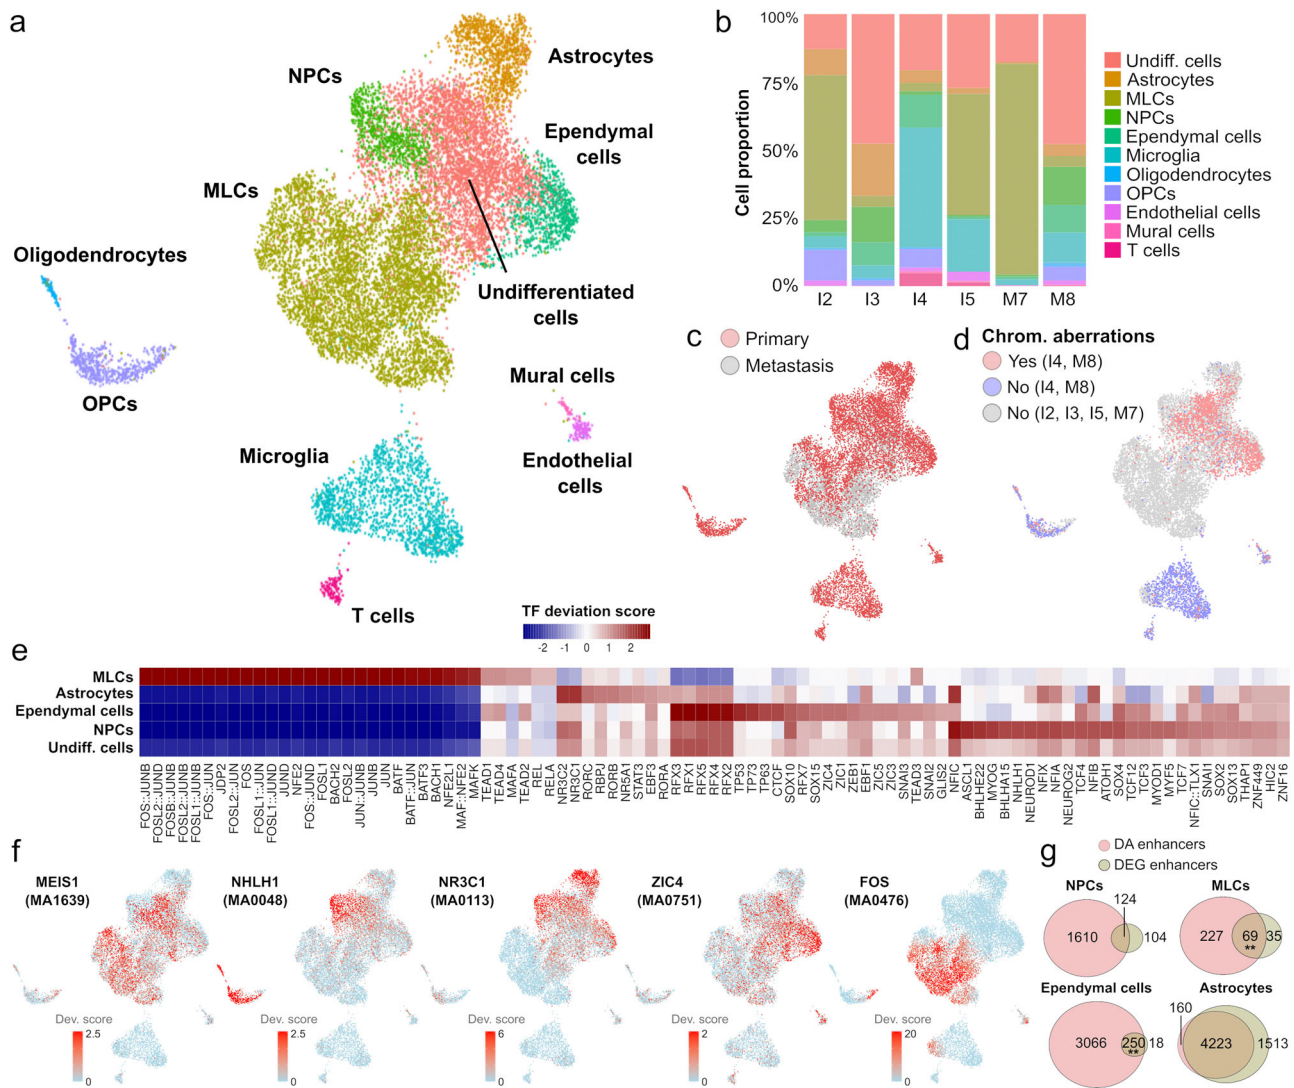 a
Astrocytes
NPCs
Ependymal
cells
MLCs
Oligodendrocytes
Undifferentiated
cells
OPCs
Mural cells
Microglia
Endothelial
cells
T cells
b
100%
75%
50%
25%
0%
Cell proportion
I2 I3 I4 I5 M7 M8
Undiff. cells
Astrocytes
MLCs
NPCs
Ependymal cells
Microglia
Oligodendrocytes
OPCs
Endothelial cells
Mural cells
T cells
c
Primary
Metastasis
d
Chrom. aberrations
Yes (I4, M8)
No (I4, M8)
No (I2, I3, I5, M7)
TF deviation score
-2 -1 0 1 2
e
MLCs
Astrocytes
Ependymal cells
NPCs
Undiff. cells
FOS::JUNB
FOSL2::JUND
FOSB::JUNB
FOSL2::JUNB
FOSL1::JUNB
FOS::JUN
JDP2
FOSL2::JUN
FOS
FOSL1::JUN
FOSL1::JUND
JUND
NFE2
FOS::JUND
FOSL1
BACH2
FOSL2
JUN::JUNB
JUNB
JUN
BATF
BATF::JUN
BATF3
BACH1
NFE2L1
MAF::NFE2
MAFK
TEAD1
TEAD4
MAFA
TEAD2
REL
RELA
NR3C2
NR3C1
RORC
RBPJ
RORB
NR5A1
STAT3
EBF3
RORA
RFX3
RFX1
RFX5
RFX4
RFX2
TP53
TP73
TP63
CTCF
SOX10
RFX7
SOX15
ZIC4
ZIC1
ZEB1
EBF1
ZIC5
ZIC3
SNAI3
TEAD3
SNAI2
GLIS2
NFIC
ASCL1
BHLHE22
MYOG
BHLHA15
NHLH1
NEUROD1
NFIX
NFIA
NEUROG2
TCF4
NFIB
ATOH1
SOX4
TCF12
TCF3
MYOD1
MYF5
TCF7
NFIC::TLX1
SNAI1
SOX2
SOX13
THAP1
ZNF449
HIC2
ZNF16
f
MEIS1
(MA1639)
Dev. score
2.5
0
NHLH1
(MA0048)
Dev. score
2.5
0
NR3C1
(MA0113)
Dev. score
6
0
ZIC4
(MA0751)
Dev. score
2
0
FOS
(MA0476)
Dev. score
20
0
g
DA enhancers
DEG enhancers
NPCs
124
1610
104
MLCs
227 69 35
**
Ependymal cells
3066 250 18
**
Astrocytes
160
4223 1513